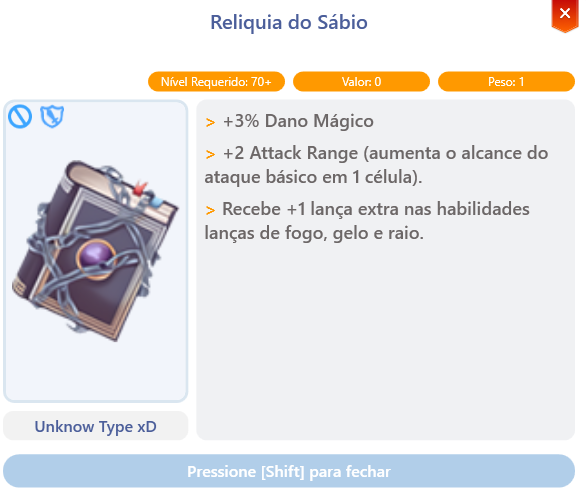 Reliquia do Sábio
Nível Requerido: 70+
Valor: 0
Peso: 1
> +3% Dano Mágico
> +2 Attack Range (aumenta o alcance do
ataque básico em 1 célula).
> Recebe +1 lança extra nas habilidades
lanças de fogo, gelo e raio.
Unknow Type xD
Pressione [Shift] para fechar